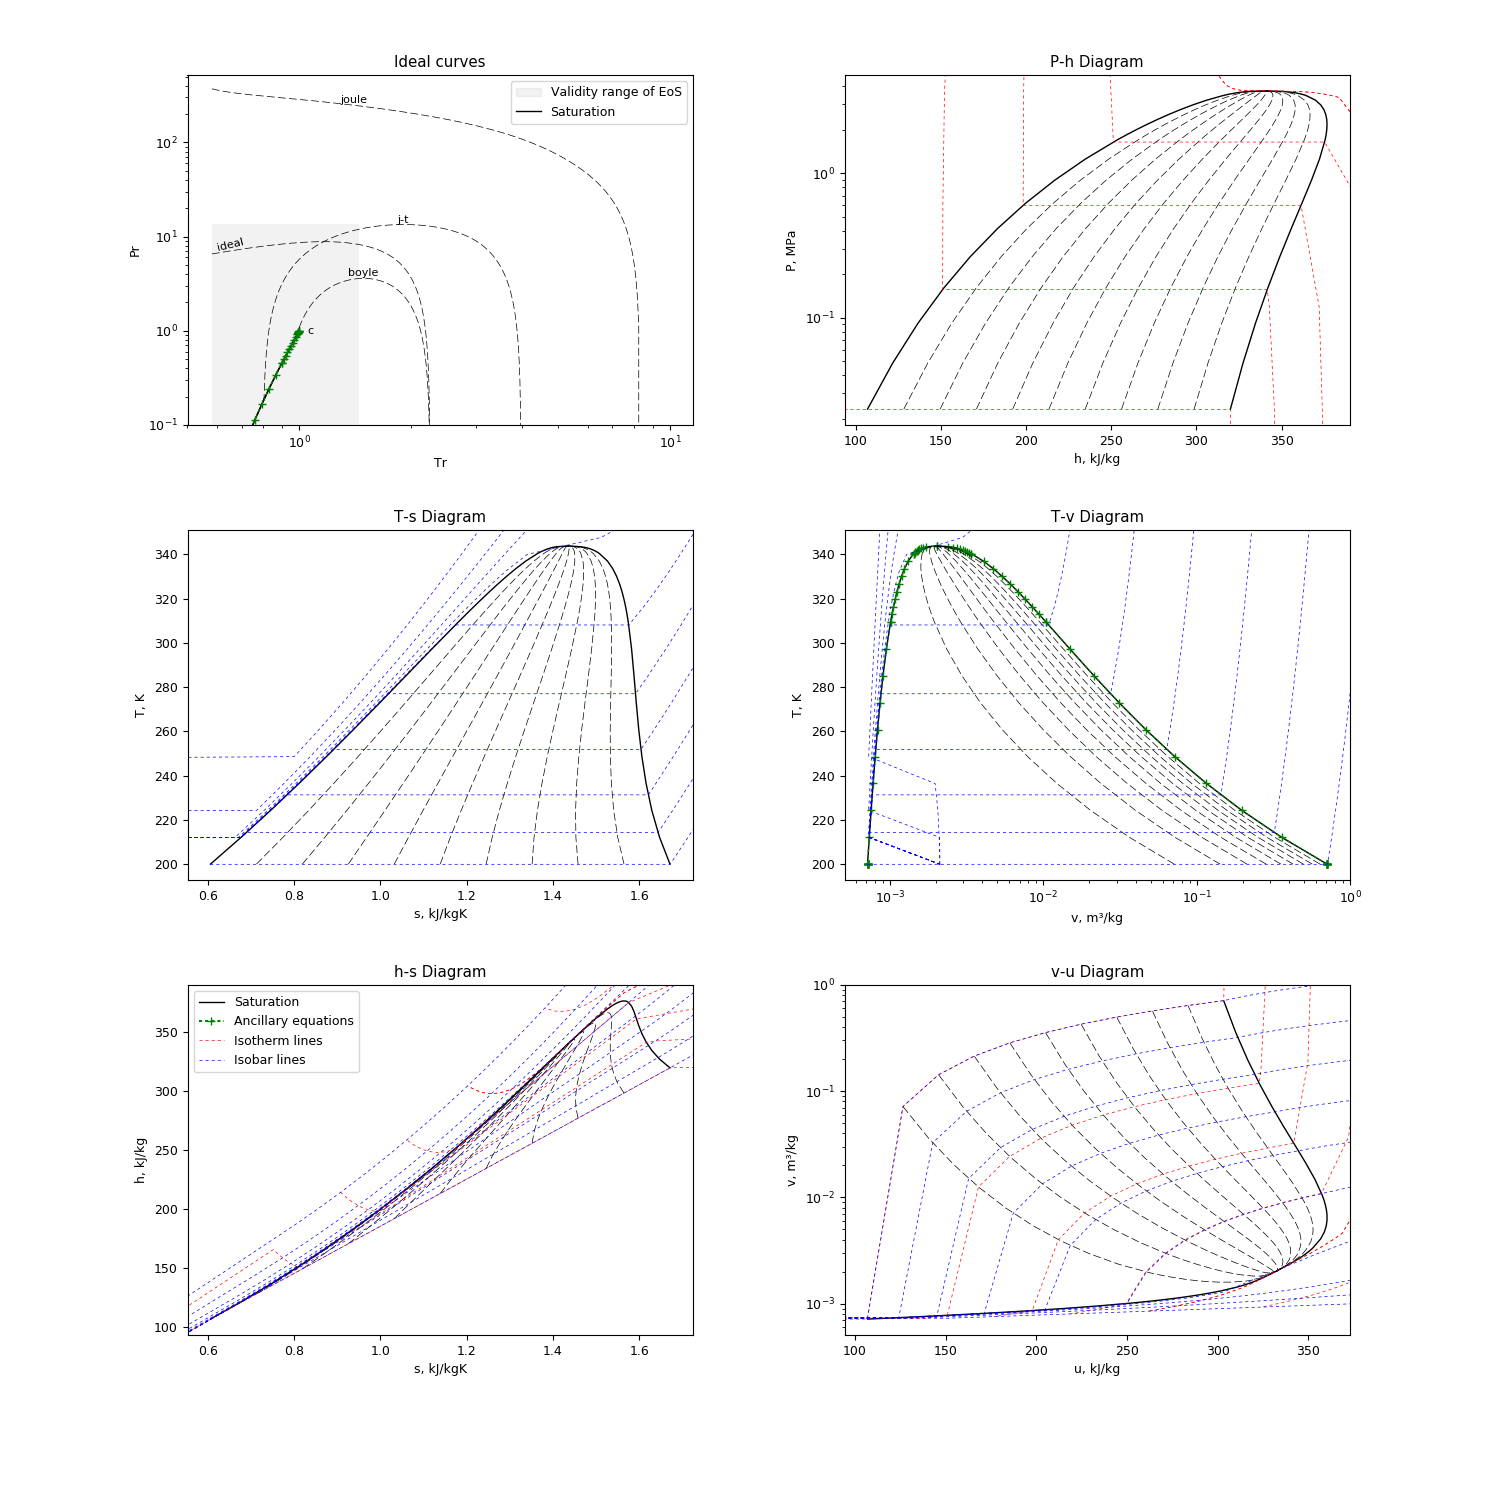 Ideal curves
Validity range of EoS
Saturation
joule
j-t
ideal
boyle
c
10²
10¹
10⁰
10⁻¹
Pr
10⁰ 10¹
Tr
P-h Diagram
10⁰
10⁻¹
P, MPa
100 150 200 250 300 350
h, kJ/kg
T-s Diagram
340
320
300
280
260
240
220
200
T, K
0.6 0.8 1.0 1.2 1.4 1.6
s, kJ/kgK
T-v Diagram
340
320
300
280
260
240
220
200
T, K
10⁻³ 10⁻² 10⁻¹ 10⁰
v, m³/kg
h-s Diagram
Saturation
Ancillary equations
Isotherm lines
Isobar lines
350
300
250
200
150
100
h, kJ/kg
0.6 0.8 1.0 1.2 1.4 1.6
s, kJ/kgK
v-u Diagram
10⁰
10⁻¹
10⁻²
10⁻³
v, m³/kg
100 150 200 250 300 350
u, kJ/kg